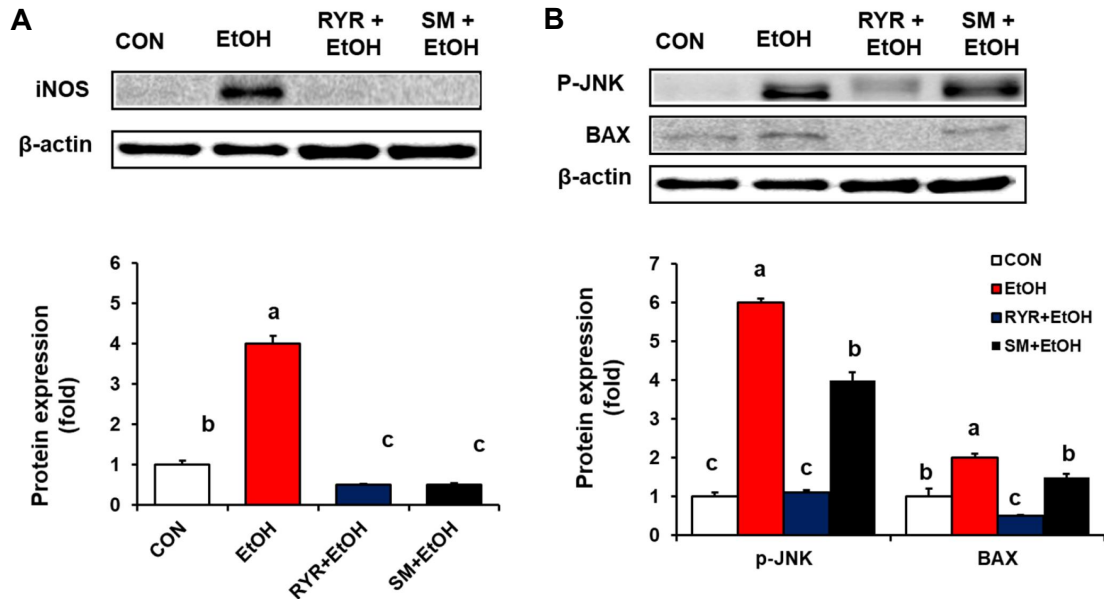 A
CON
EtOH
RYR +
EtOH
SM +
EtOH
iNOS
β-actin
Protein expression
(fold)
6
5
4
3
2
1
0
b
a
c
c
CON
EtOH
RYR+EtOH
SM+EtOH
B
CON
EtOH
RYR +
EtOH
SM +
EtOH
P-JNK
BAX
β-actin
Protein expression
(fold)
7
6
5
4
3
2
1
0
c
a
c
b
b
a
c
b
CON
EtOH
RYR+EtOH
SM+EtOH
p-JNK
BAX